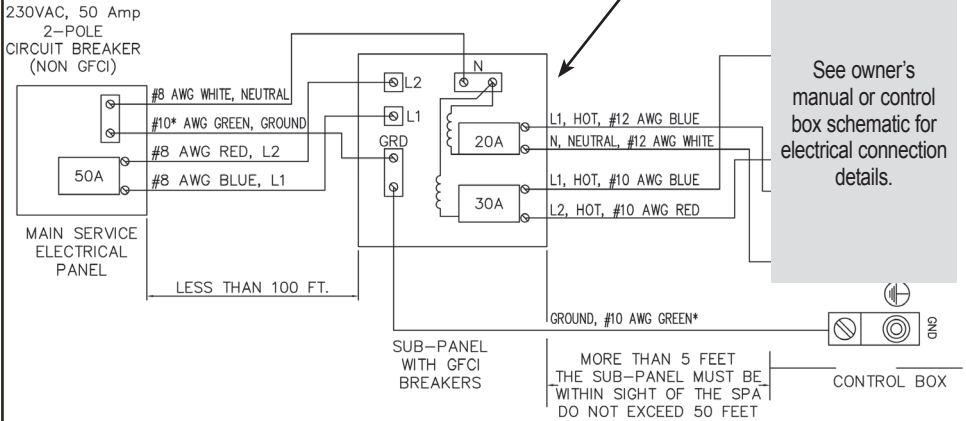 230VAC, 50 Amp
2-POLE
CIRCUIT BREAKER
(NON GFCI)
#8 AWG WHITE, NEUTRAL
#10* AWG GREEN, GROUND
#8 AWG RED, L2
#8 AWG BLUE, L1
50A
MAIN SERVICE
ELECTRICAL
PANEL
LESS THAN 100 FT.
N
L2
L1
GRD
20A
30A
SUB-PANEL
WITH GFCI
BREAKERS
L1, HOT, #12 AWG BLUE
N, NEUTRAL, #12 AWG WHITE
L1, HOT, #10 AWG BLUE
L2, HOT, #10 AWG RED
GROUND, #10 AWG GREEN*
MORE THAN 5 FEET
THE SUB-PANEL MUST BE
WITHIN SIGHT OF THE SPA
DO NOT EXCEED 50 FEET
See owner's
manual or control
box schematic for
electrical connection
details.
GND
CONTROL BOX